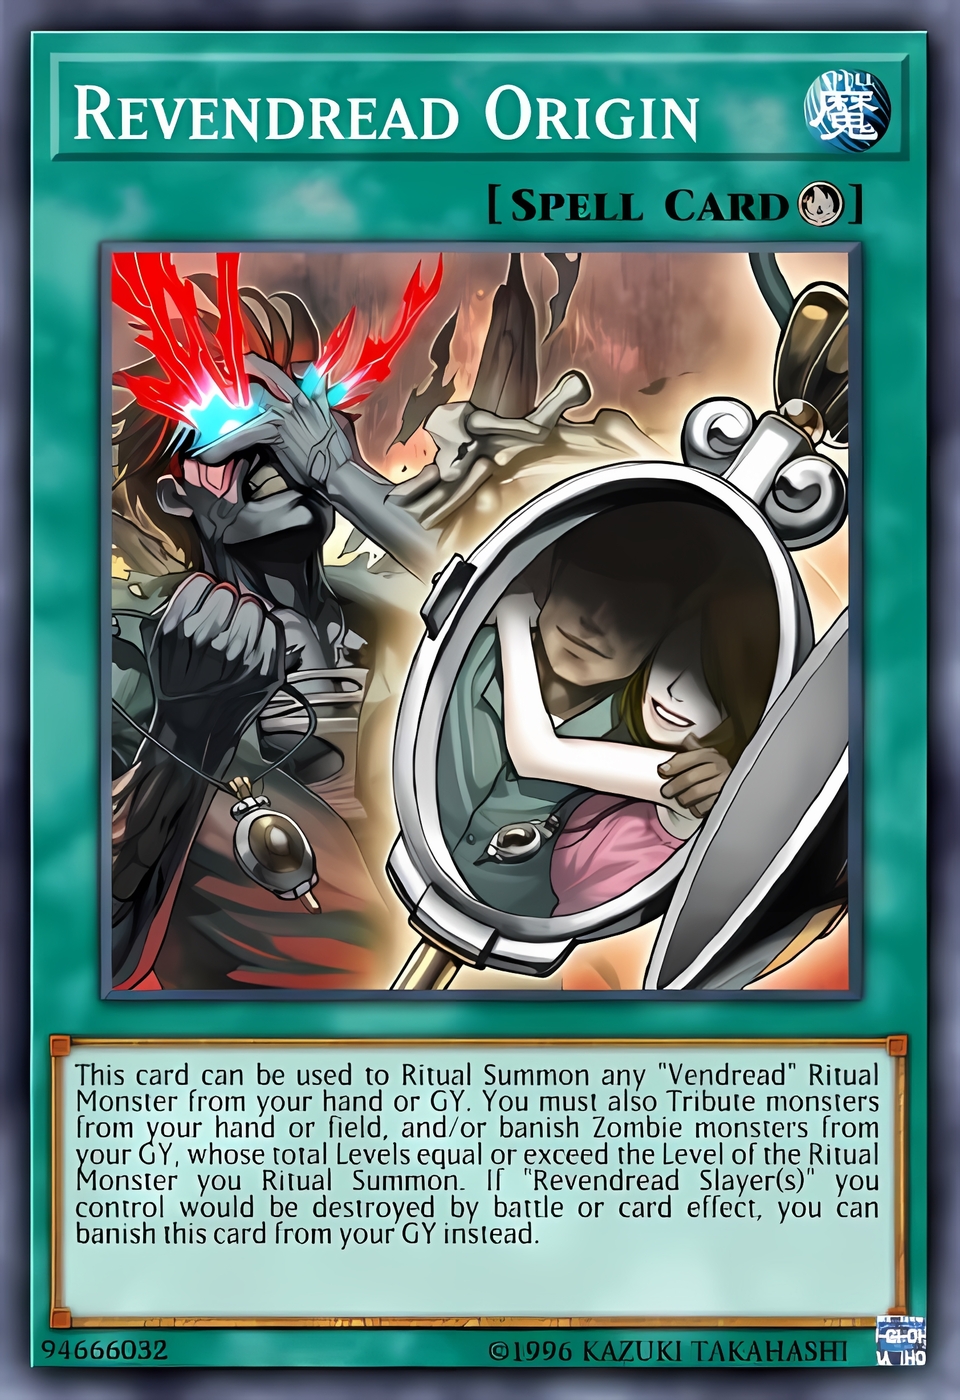 REVENDREAD ORIGIN
魔
[SPELL CARD]
This card can be used to Ritual Summon any "Vendread" Ritual
Monster from your hand or GY. You must also Tribute monsters
from your hand or field, and/or banish Zombie monsters from
your GY, whose total Levels equal or exceed the Level of the Ritual
Monster you Ritual Summon. If "Revendread Slayer(s)" you
control would be destroyed by battle or card effect, you can
banish this card from your GY instead.
94666032
©1996 KAZUKI TAKAHASHI